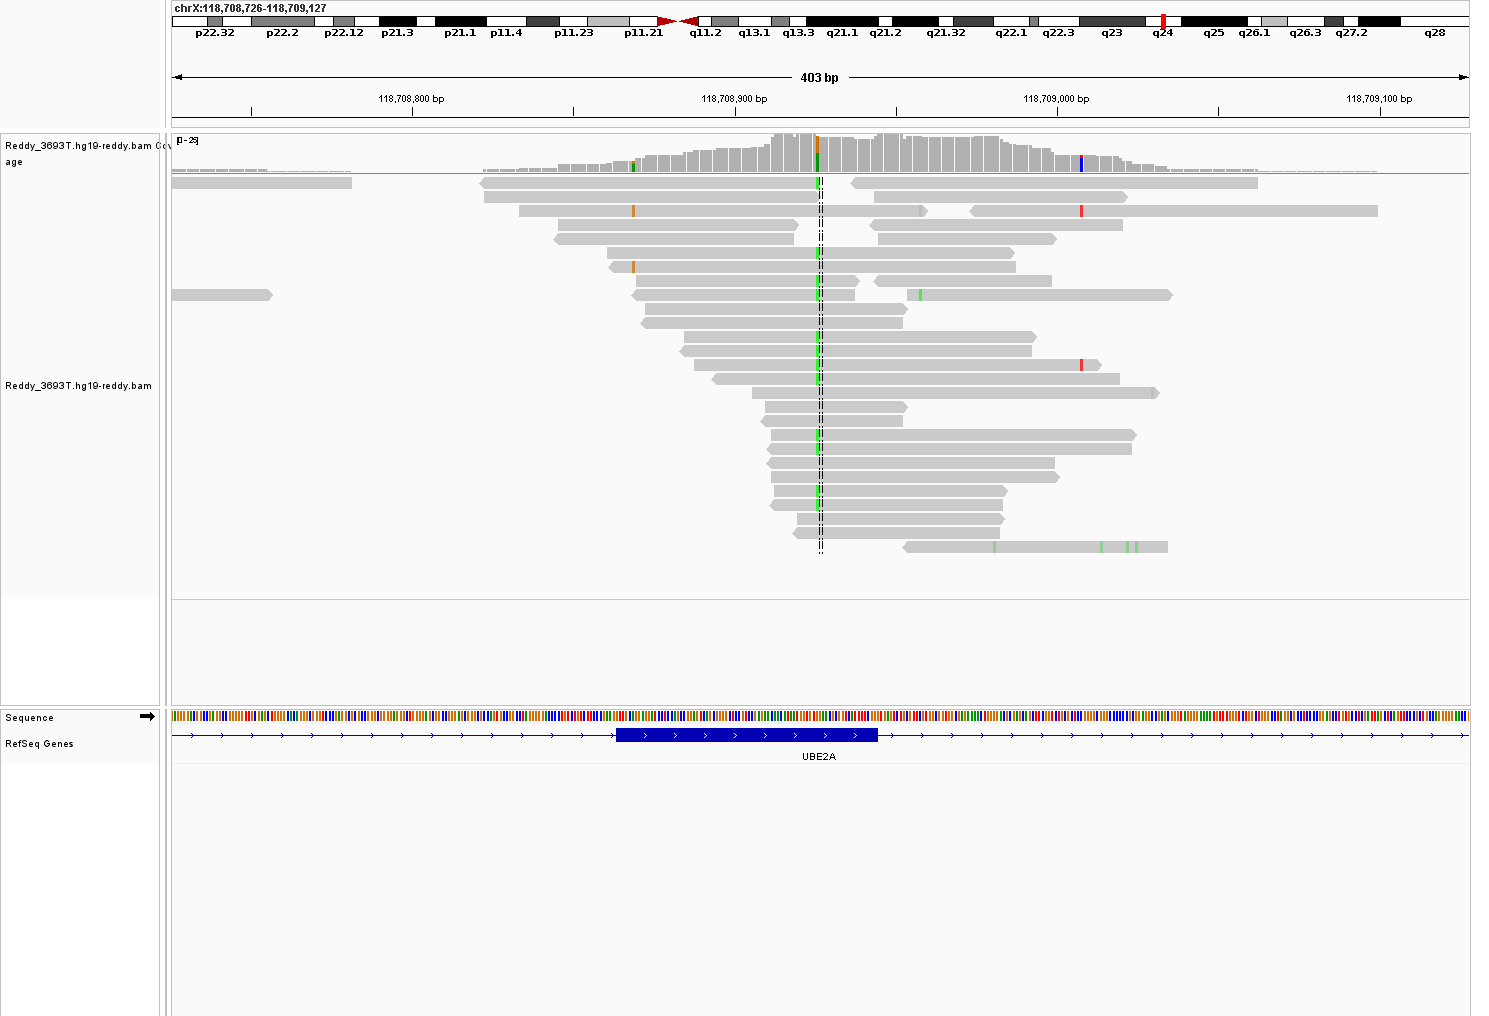 chrX:118,708,726-118,709,127
p22.32 p22.2 p22.12 p21.3 p21.1 p11.4 p11.23 p11.21 q11.2 q13.1 q13.3 q21.1 q21.2 q21.32 q22.1 q22.3 q23 q24 q25 q26.1 q26.3 q27.2 q28
403 bp
118,708,800 bp 118,708,900 bp 118,709,000 bp 118,709,100 bp
Reddy_3693T.hg19-reddy.bam Cov
age
[0-25]
Reddy_3693T.hg19-reddy.bam
Sequence
RefSeq Genes
UBE2A